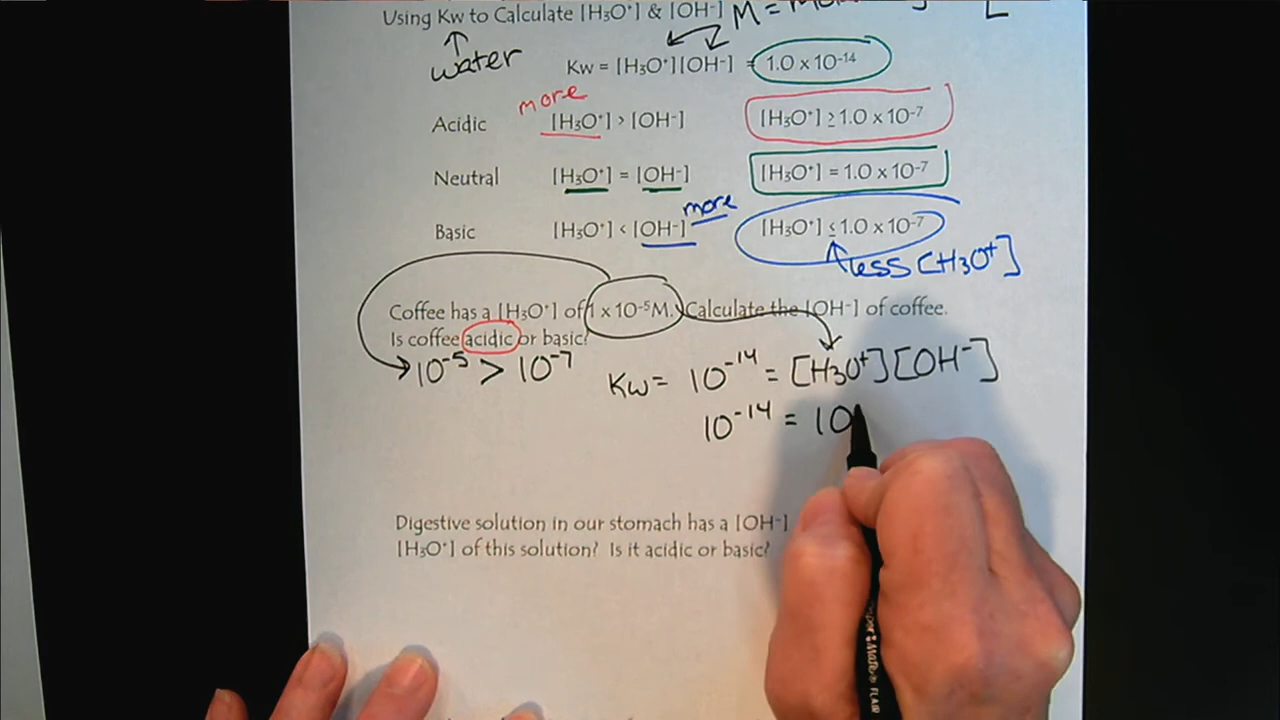 Using Kw to Calculate [H₃O⁺] & [OH⁻] M =
water
Kw = [H₃O⁺][OH⁻] = 1.0 x 10⁻¹⁴
more
Acidic [H₃O⁺] > [OH⁻] [H₃O⁺] ≥ 1.0 x 10⁻⁷
Neutral [H₃O⁺] = [OH⁻] [H₃O⁺] = 1.0 x 10⁻⁷
more
Basic [H₃O⁺] < [OH⁻] [H₃O⁺] ≤ 1.0 x 10⁻⁷
less [H₃O⁺]
Coffee has a [H₃O⁺] of 1 x 10⁻⁵M. Calculate the [OH⁻] of coffee.
Is coffee acidic or basic?
10⁻⁵ > 10⁻⁷
Kw = 10⁻¹⁴ = [H₃O⁺][OH⁻]
10⁻¹⁴ = 10
Digestive solution in our stomach has a [OH⁻]
[H₃O⁺] of this solution? Is it acidic or basic?
Paper Mate FLAIR